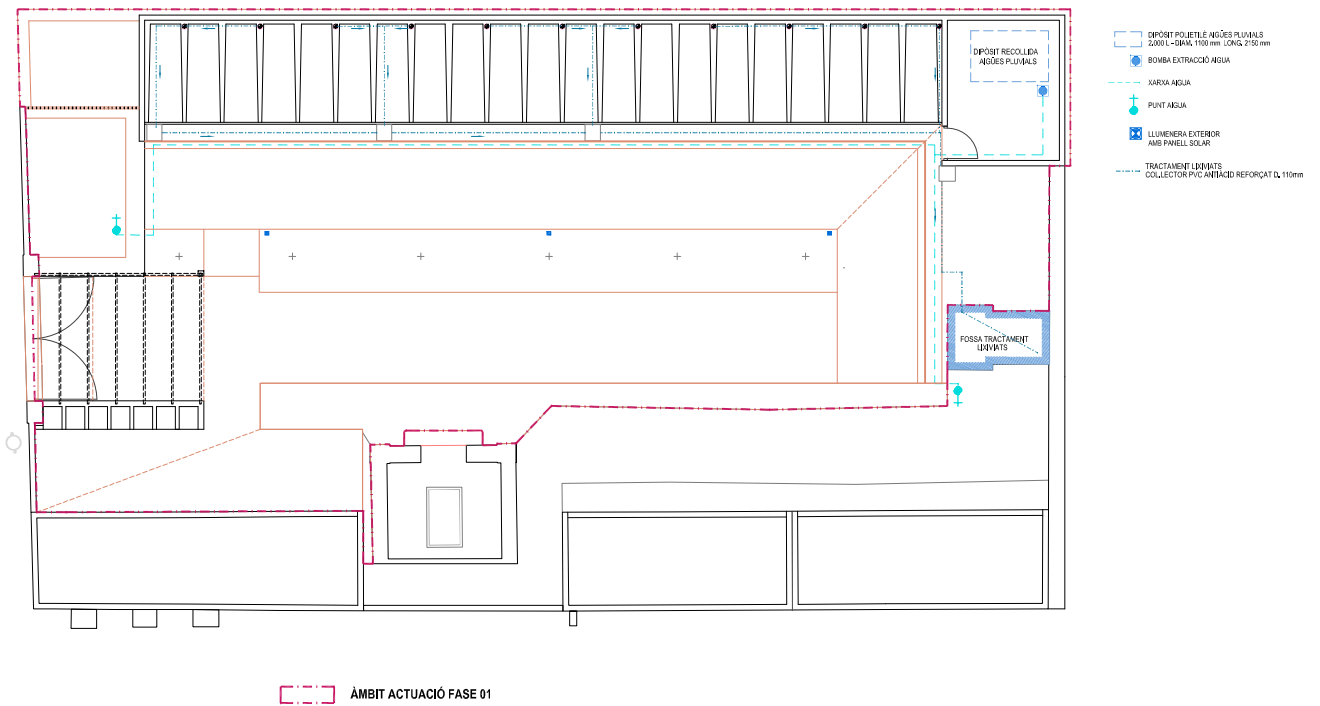 DIPÒSIT RECOLLIDA
AIGÜES PLUVIALS
DIPÒSIT POLIETILÈ AIGÜES PLUVIALS
2.000 L - DIAM. 1100 mm LONG. 2150 mm
BOMBA EXTRACCIÓ AIGUA
XARXA AIGUA
PUNT AIGUA
LLUMENERA EXTERIOR
AMB PANELL SOLAR
TRACTAMENT LIXIVIATS
COL.LECTOR PVC ANTIÀCID REFORÇAT D. 110mm
FOSSA TRACTAMENT
LIXIVIATS
ÀMBIT ACTUACIÓ FASE 01